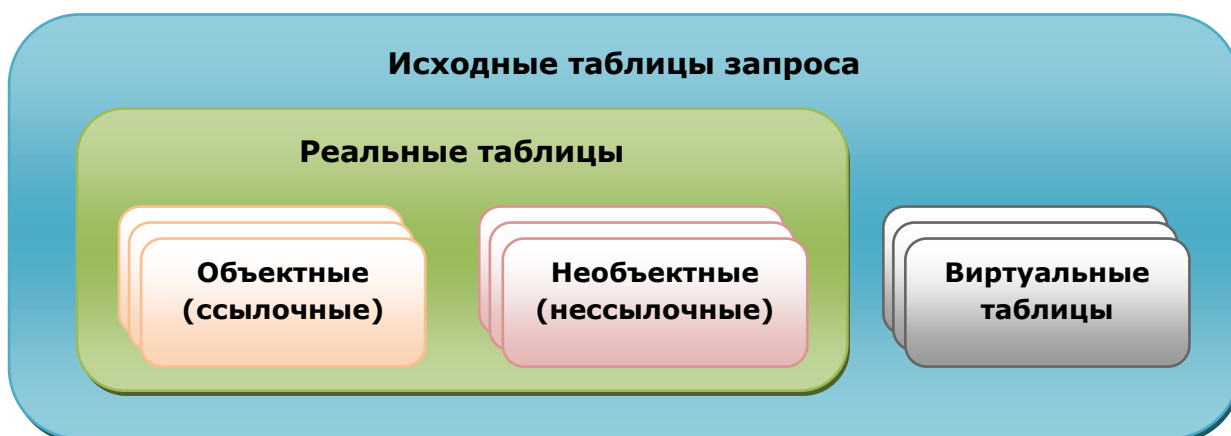 Исходные таблицы запроса
Реальные таблицы
Объектные
(ссылочные)
Необъектные
(нессылочные)
Виртуальные
таблицы